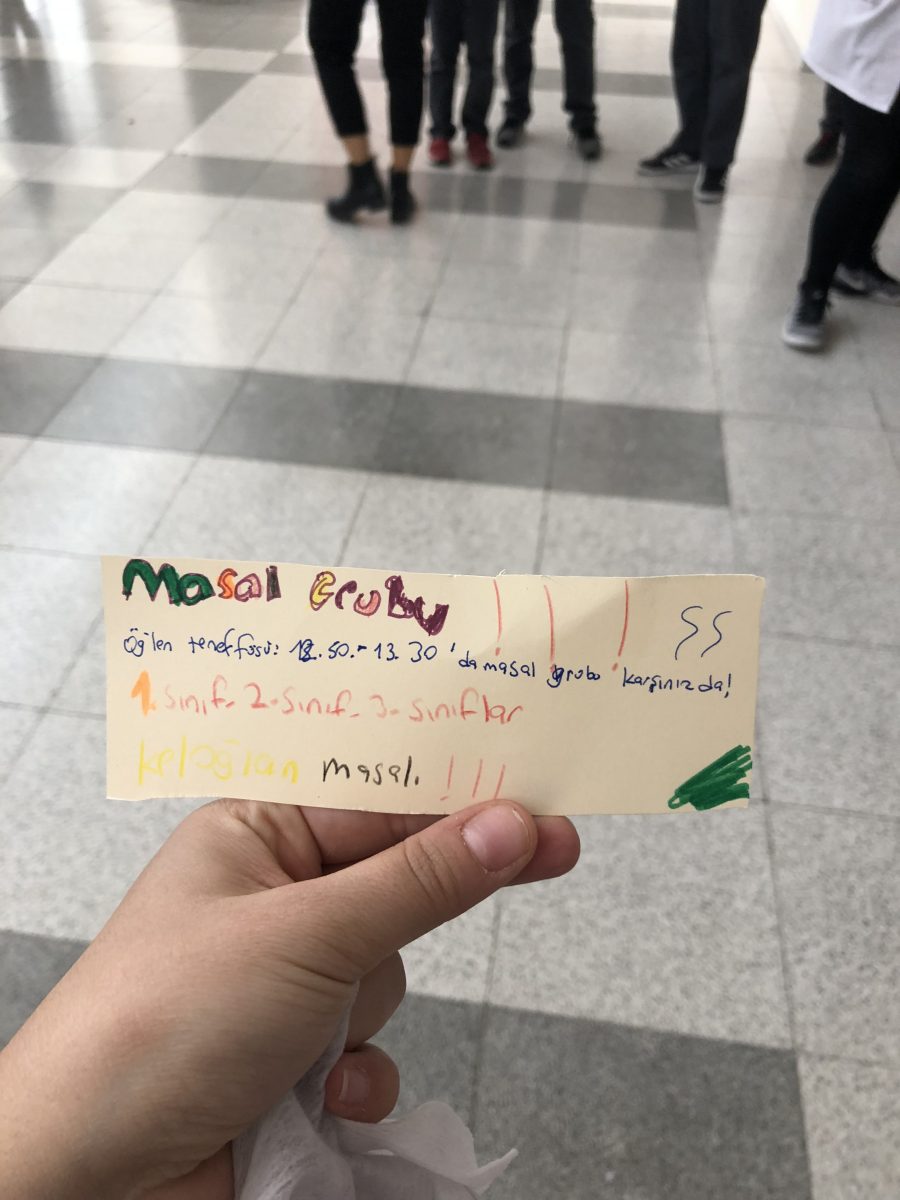 Masal Grubu !!! SS
Öğlen teneffüsü: 12.50.-13.30 'da masal grubu karşınızda!
1.sınıf- 2.sınıf- 3. sınıflar
keloğlan masalı !!!